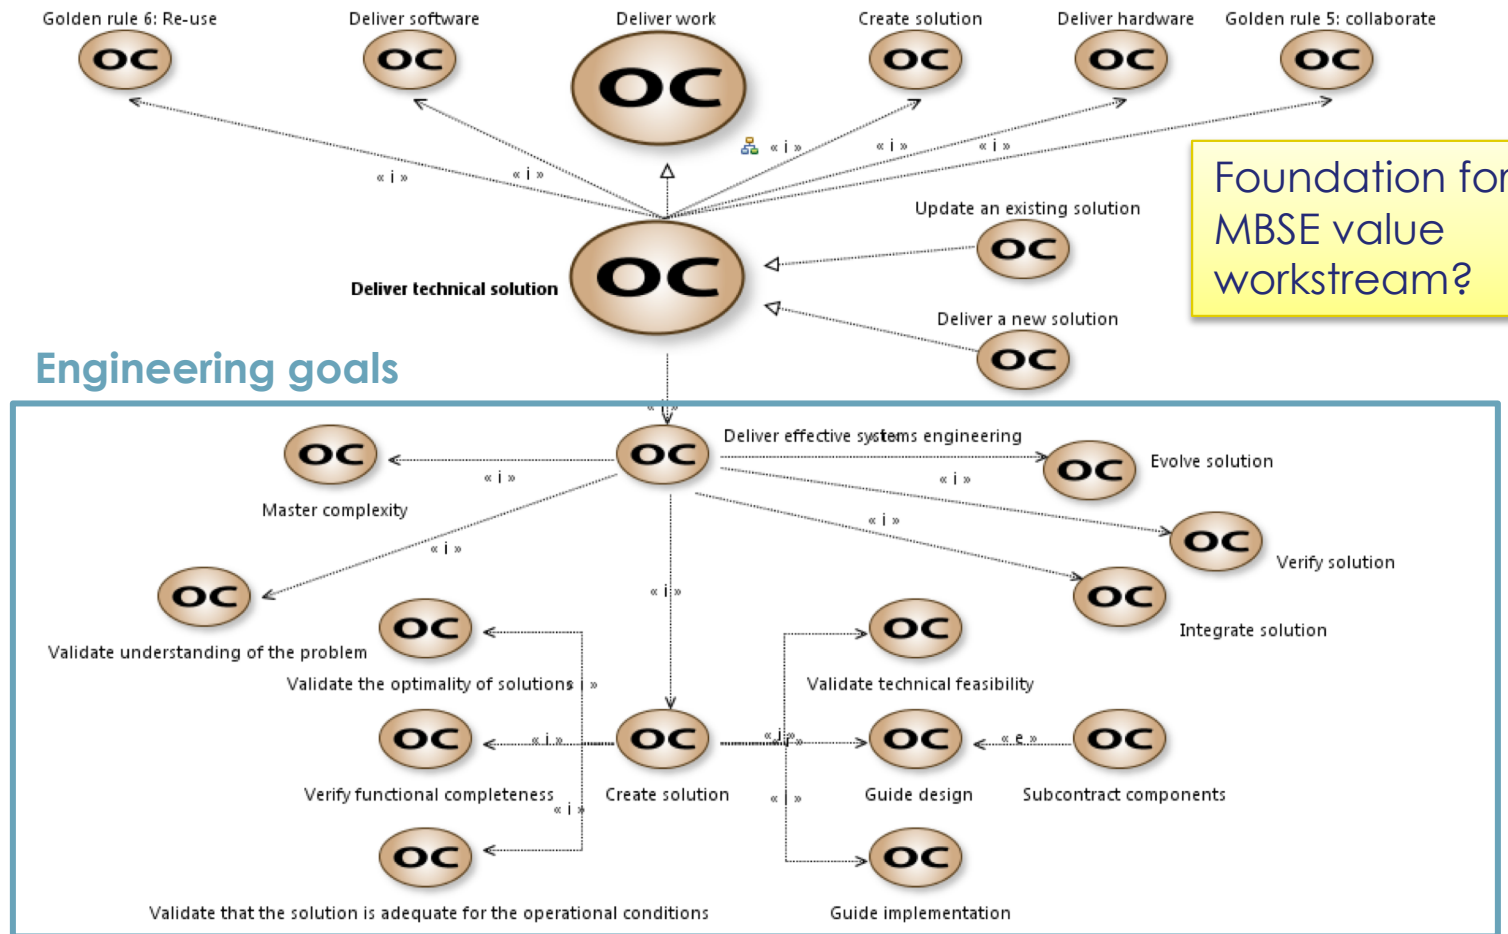 Golden rule 6: Re-use
Deliver software
Deliver work
Create solution
Deliver hardware
Golden rule 5: collaborate
OC
OC
OC
OC
OC
OC
« i »
« i »
« i »
« i »
« i »
Foundation for
MBSE value
workstream?
Update an existing solution
OC
Deliver technical solution
OC
Deliver a new solution
OC
Engineering goals
« i »
OC
OC
Deliver effective systems engineering
« i »
OC
Evolve solution
« i »
« i »
Master complexity
« i »
« i »
OC
Verify solution
OC
Validate understanding of the problem
« i »
OC
Integrate solution
OC
Validate the optimality of solutions
« i »
OC
Validate technical feasibility
OC
« i »
OC
« i »
« i »
OC
« e »
OC
Verify functional completeness
Create solution
Guide design
Subcontract components
« i »
« i »
OC
OC
Validate that the solution is adequate for the operational conditions
Guide implementation